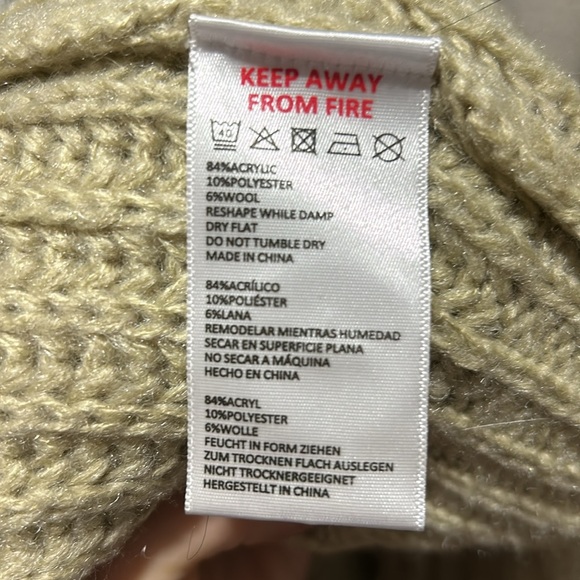 KEEP AWAY
FROM FIRE
40
84%ACRYLIC
10%POLYESTER
6%WOOL
RESHAPE WHILE DAMP
DRY FLAT
DO NOT TUMBLE DRY
MADE IN CHINA
84%ACRÍLICO
10%POLIÉSTER
6%LANA
REMODELAR MIENTRAS HUMEDAD
SECAR EN SUPERFICIE PLANA
NO SECAR A MÁQUINA
HECHO EN CHINA
84%ACRYL
10%POLYESTER
6%WOLLE
FEUCHT IN FORM ZIEHEN
ZUM TROCKNEN FLACH AUSLEGEN
NICHT TROCKNERGEEIGNET
HERGESTELLT IN CHINA